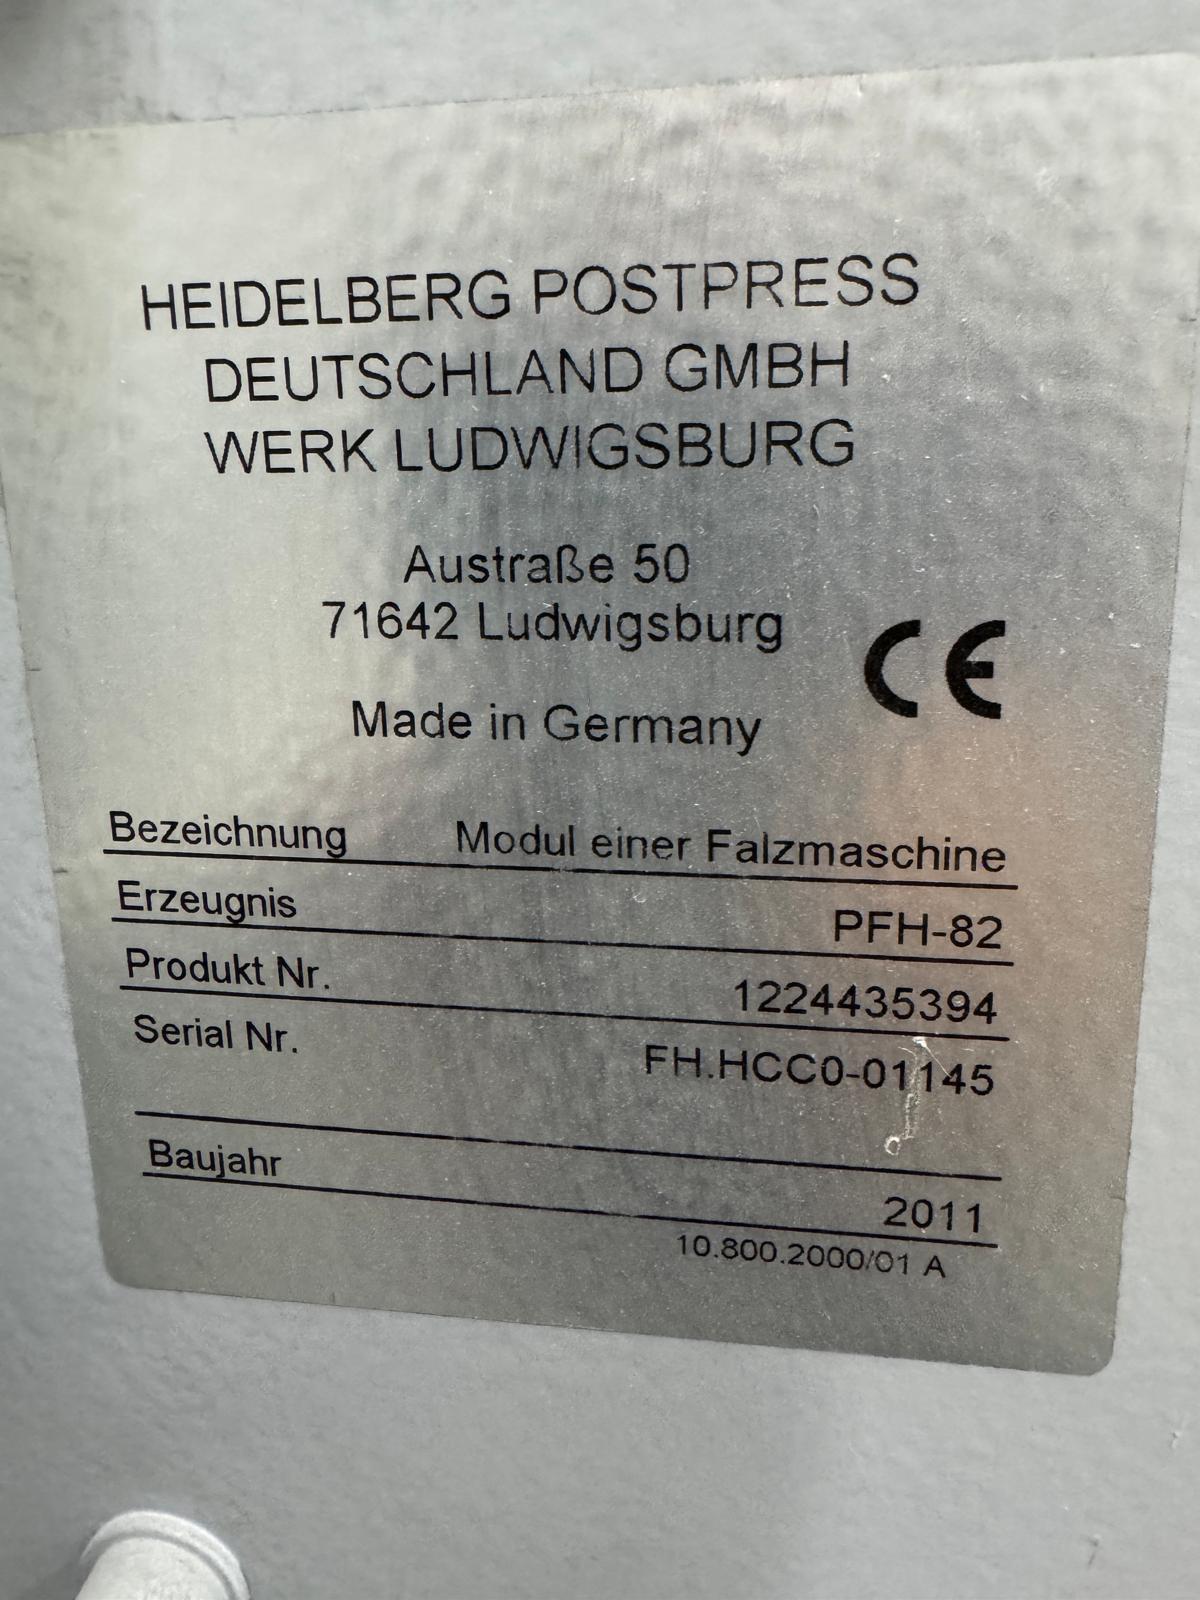 HEIDELBERG POSTPRESS
DEUTSCHLAND GMBH
WERK LUDWIGSBURG
Austraße 50
71642 Ludwigsburg
CE
Made in Germany
Bezeichnung Modul einer Falzmaschine
Erzeugnis PFH-82
Produkt Nr. 1224435394
Serial Nr. FH.HCC0-01145
Baujahr 2011
10.800.2000/01 A